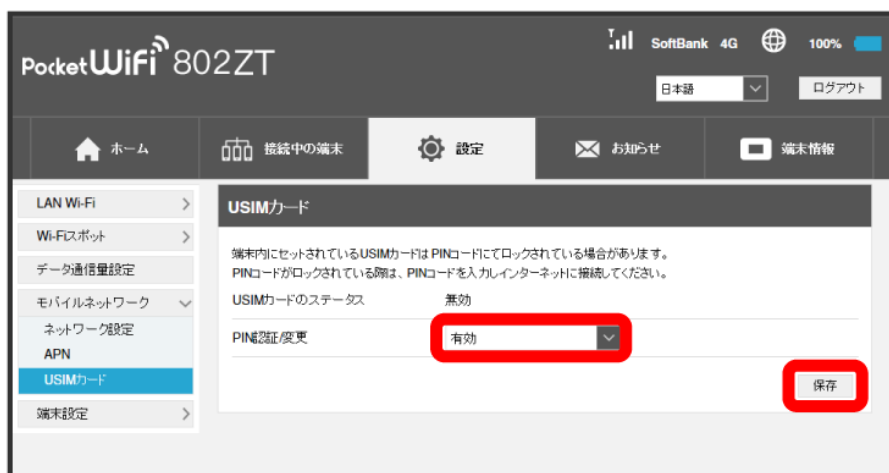 PocketWiFi 802ZT
SoftBank 4G 100%
日本語 ログアウト
ホーム 接続中の端末 設定 お知らせ 端末情報
LAN Wi-Fi
Wi-Fiスポット
データ通信量設定
モバイルネットワーク
ネットワーク設定
APN
USIMカード
端末設定
USIMカード
端末内にセットされているUSIMカードはPINコードにてロックされている場合があります。
PINコードがロックされている際は、PINコードを入力しインターネットに接続してください。
USIMカードのステータス 無効
PIN認証/変更 有効
保存